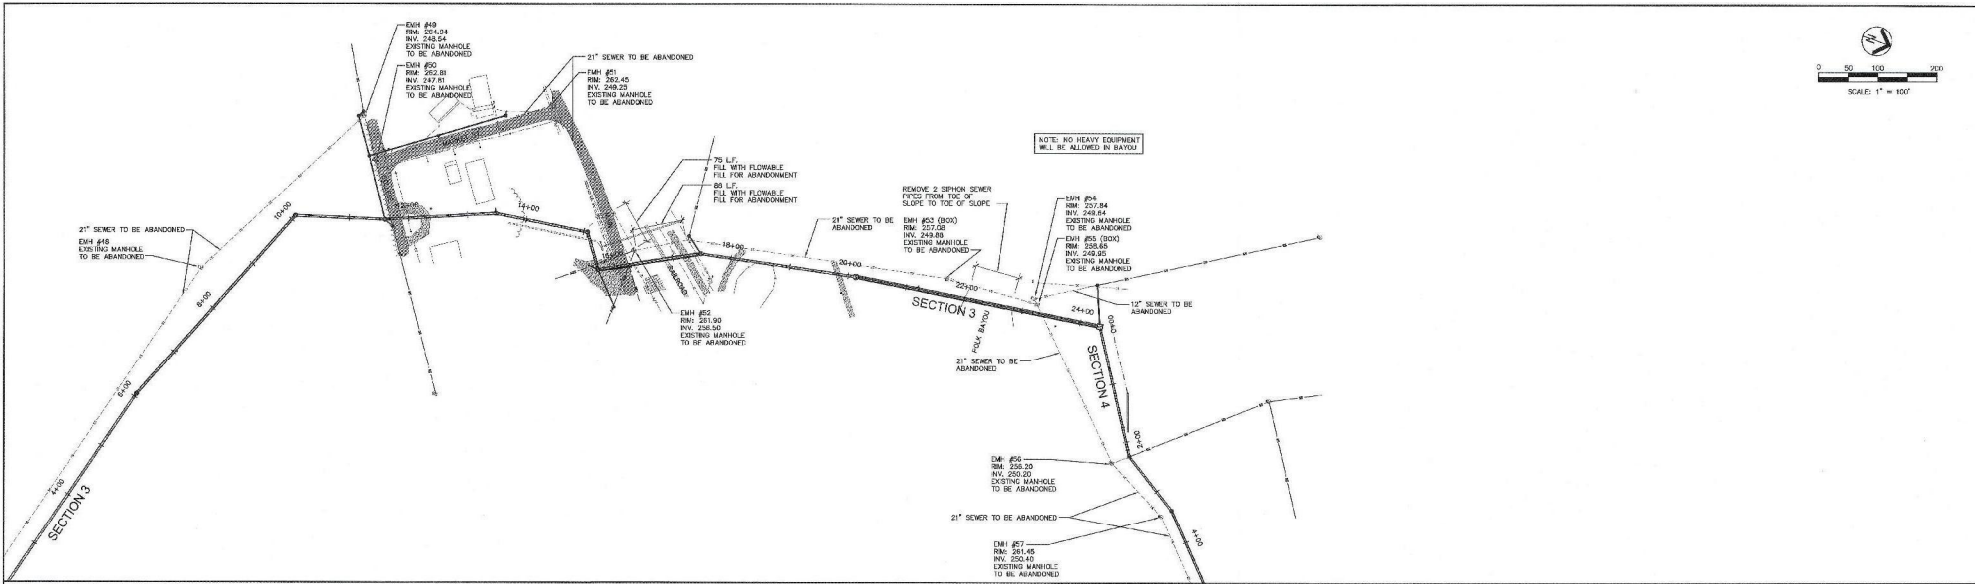 EMH #49
RIM: 264.04
INV. 248.54
EXISTING MANHOLE
TO BE ABANDONED
EMH #50
RIM: 262.81
INV. 247.81
EXISTING MANHOLE
TO BE ABANDONED
21" SEWER TO BE ABANDONED
EMH #51
RIM: 262.45
INV. 249.25
EXISTING MANHOLE
TO BE ABANDONED
0 50 100 200
SCALE: 1" = 100'
NOTE: NO HEAVY EQUIPMENT
WILL BE ALLOWED IN BAYOU
75 L.F.
FILL WITH FLOWABLE
FILL FOR ABANDONMENT
86 L.F.
FILL WITH FLOWABLE
FILL FOR ABANDONMENT
REMOVE 2 SIPHON SEWER
PIPES FROM TOE OF
SLOPE TO TOE OF SLOPE
21" SEWER TO BE
ABANDONED
EMH #53 (BOX)
RIM: 257.08
INV. 249.88
EXISTING MANHOLE
TO BE ABANDONED
EMH #54
RIM: 257.84
INV. 249.64
EXISTING MANHOLE
TO BE ABANDONED
EMH #55 (BOX)
RIM: 258.65
INV. 249.95
EXISTING MANHOLE
TO BE ABANDONED
21" SEWER TO BE ABANDONED
EMH #48
EXISTING MANHOLE
TO BE ABANDONED
10+00
12+00
14+00
16+00
18+00
20+00
22+00
24+00
0+00
8+00
6+00
4+00
SECTION 3
RAILROAD
SECTION 3
POLK BAYOU
12" SEWER TO BE
ABANDONED
EMH #52
RIM: 261.90
INV. 256.50
EXISTING MANHOLE
TO BE ABANDONED
21" SEWER TO BE
ABANDONED
SECTION 4
2+00
EMH #56
RIM: 256.20
INV. 250.20
EXISTING MANHOLE
TO BE ABANDONED
21" SEWER TO BE ABANDONED
4+00
EMH #57
RIM: 261.45
INV. 250.40
EXISTING MANHOLE
TO BE ABANDONED